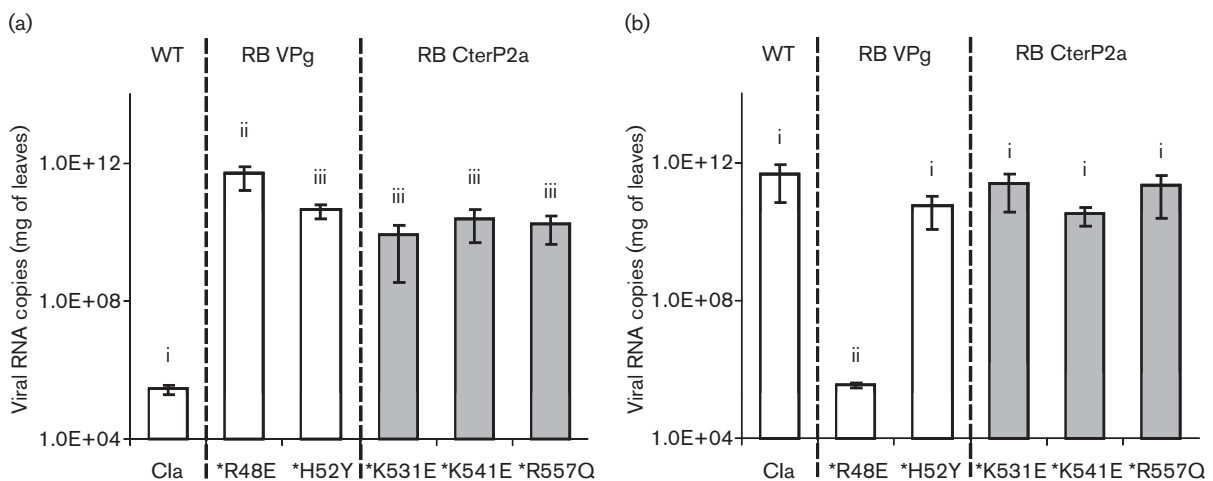 (a)
WT RB VPg RB CterP2a
Viral RNA copies (mg of leaves)
1.0E+12
1.0E+08
1.0E+04
i
ii
iii
iii
iii
iii
Cla *R48E *H52Y *K531E *K541E *R557Q
(b)
WT RB VPg RB CterP2a
Viral RNA copies (mg of leaves)
1.0E+12
1.0E+08
1.0E+04
i
ii
i
i
i
i
Cla *R48E *H52Y *K531E *K541E *R557Q